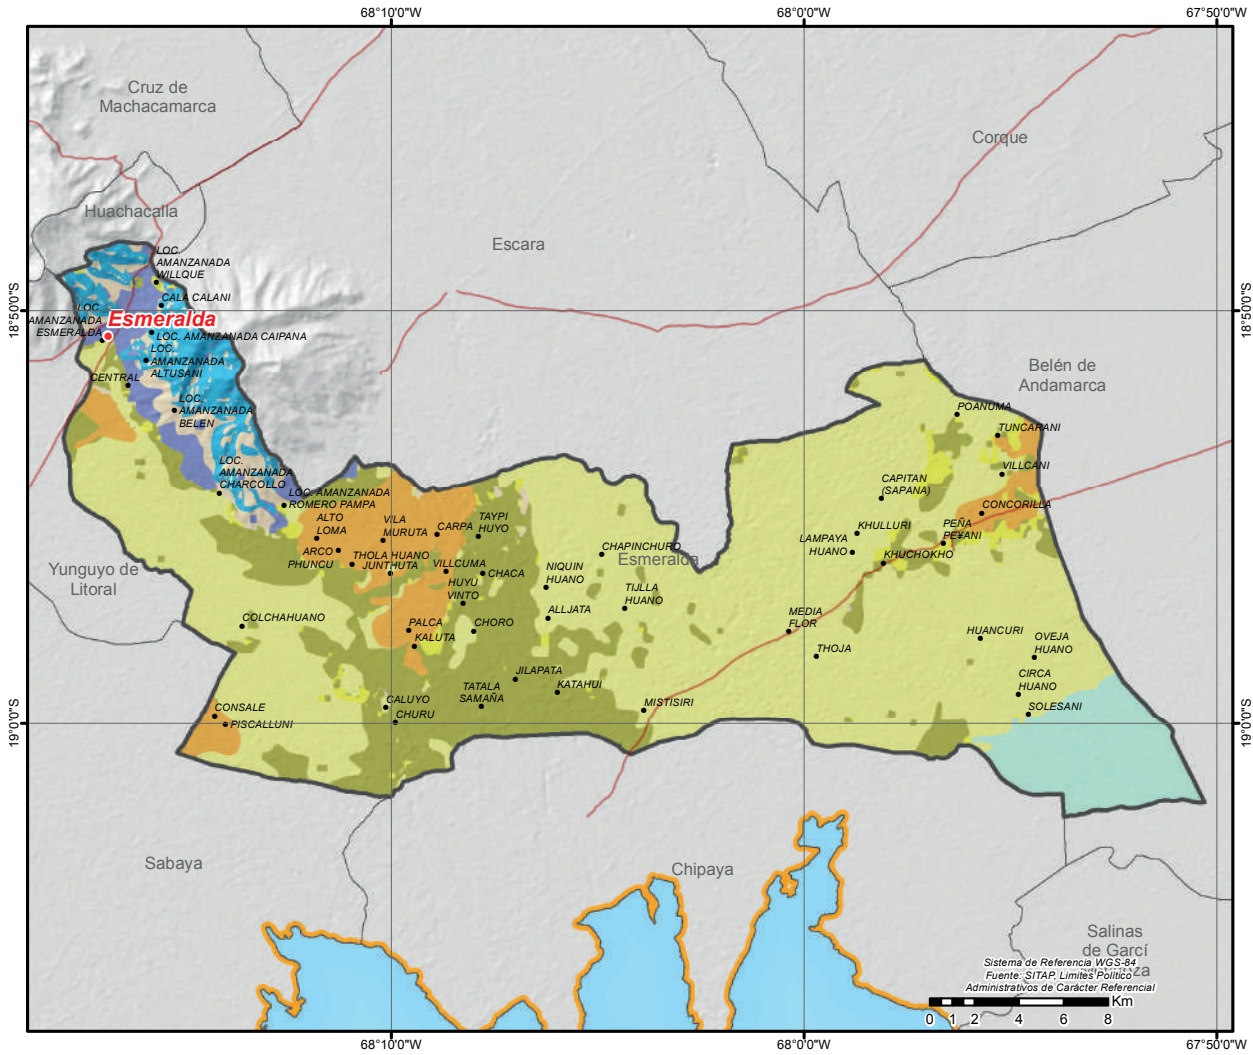 68°10'0"W
68°0'0"W
67°50'0"W
Cruz de
Machacamarca
Corque
Huachacalla
Escara
LOC.
AMANZANADA
WILLQUE
CALA CALANI
18°50'0"S
18°50'0"S
LOC.
AMANZANADA
ESMERALDA
Esmeralda
LOC. AMANZANADA CAIPANA
LOC.
AMANZANADA
ALTUSANI
CENTRAL
LOC.
AMANZANADA
BELEN
Belén de
Andamarca
POANUMA
TUNCARANI
VILLCANI
LOC.
AMANZANADA
CHARCOLLO
LOC. AMANZANADA
ROMERO PAMPA
CAPITAN
(SAPANA)
CONCORILLA
ALTO
LOMA
VILA
MURUTA
CARPA
TAYPI
HUYO
KHULLURI
PEÑA
PE¥ANI
LAMPAYA
HUANO
KHUCHOKHO
ARCO
PHUNCU
THOLA HUANO
JUNTHUTA
VILLCUMA
CHACA
CHAPINCHURO
Esmeralda
NIQUIN
HUANO
HUYU
VINTO
TIJLLA
HUANO
Yunguyo de
Litoral
COLCHAHUANO
PALCA
KALUTA
CHORO
ALLJATA
MEDIA
FLOR
THOJA
HUANCURI
OVEJA
HUANO
JILAPATA
KATAHUI
TATALA
SAMAÑA
CIRCA
HUANO
SOLESANI
CONSALE
PISCALLUNI
CALUYO
CHURU
MISTISIRI
19°0'0"S
19°0'0"S
Sabaya
Chipaya
Salinas
de Garcí
Sistema de Referencia WGS-84
Fuente: SITAP, Limites Politico
Administrativos de Carácter Referencial
Km
0 1 2 4 6 8
68°10'0"W
68°0'0"W
67°50'0"W